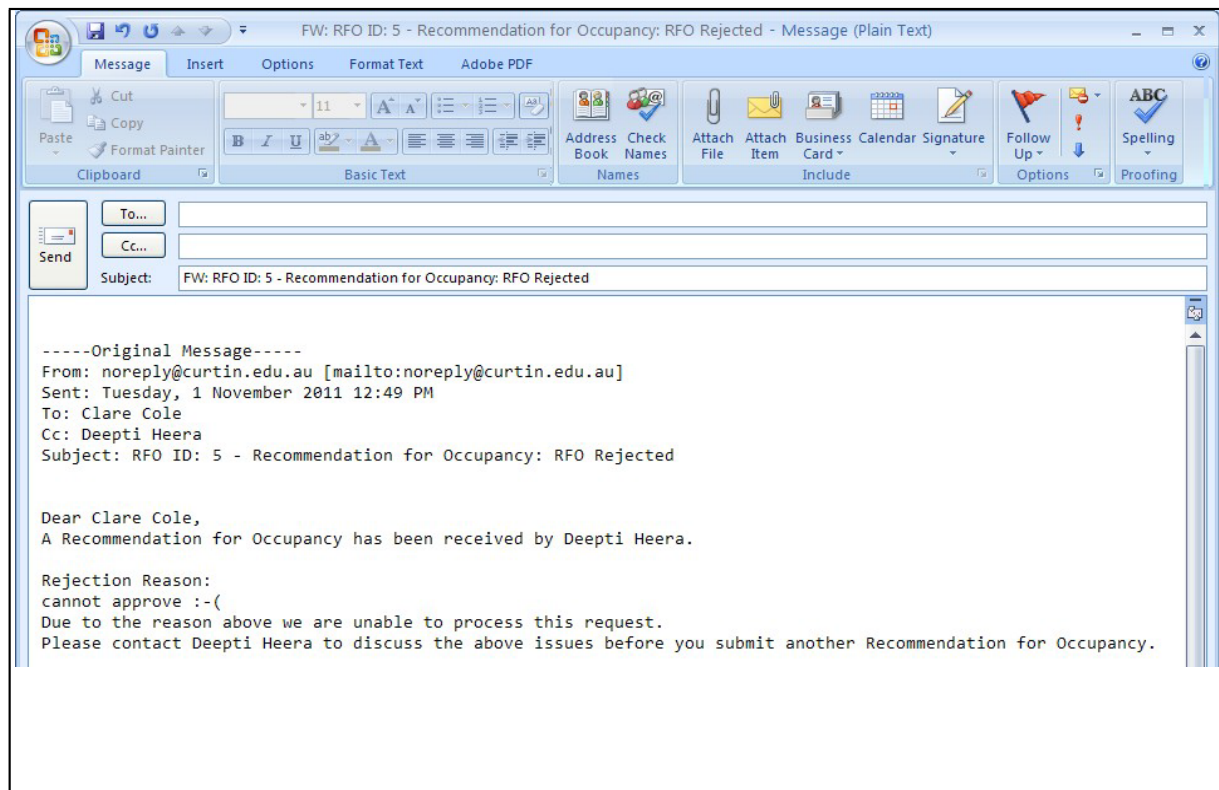 FW: RFO ID: 5 - Recommendation for Occupancy: RFO Rejected - Message (Plain Text)
Message Insert Options Format Text Adobe PDF
Paste
Cut
Copy
Format Painter
Clipboard
11
B I U
Basic Text
Address Book
Check Names
Names
Attach File
Attach Item
Business Card
Calendar
Signature
Include
Follow Up
Options
ABC
Spelling
Proofing
Send
To...
Cc...
Subject: FW: RFO ID: 5 - Recommendation for Occupancy: RFO Rejected
-----Original Message-----
From: noreply@curtin.edu.au [mailto:noreply@curtin.edu.au]
Sent: Tuesday, 1 November 2011 12:49 PM
To: Clare Cole
Cc: Deepti Heera
Subject: RFO ID: 5 - Recommendation for Occupancy: RFO Rejected
Dear Clare Cole,
A Recommendation for Occupancy has been received by Deepti Heera.
Rejection Reason:
cannot approve :-(
Due to the reason above we are unable to process this request.
Please contact Deepti Heera to discuss the above issues before you submit another Recommendation for Occupancy.